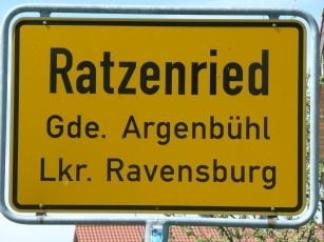 Ratzenried
Gde. Argenbühl
Lkr. Ravensburg